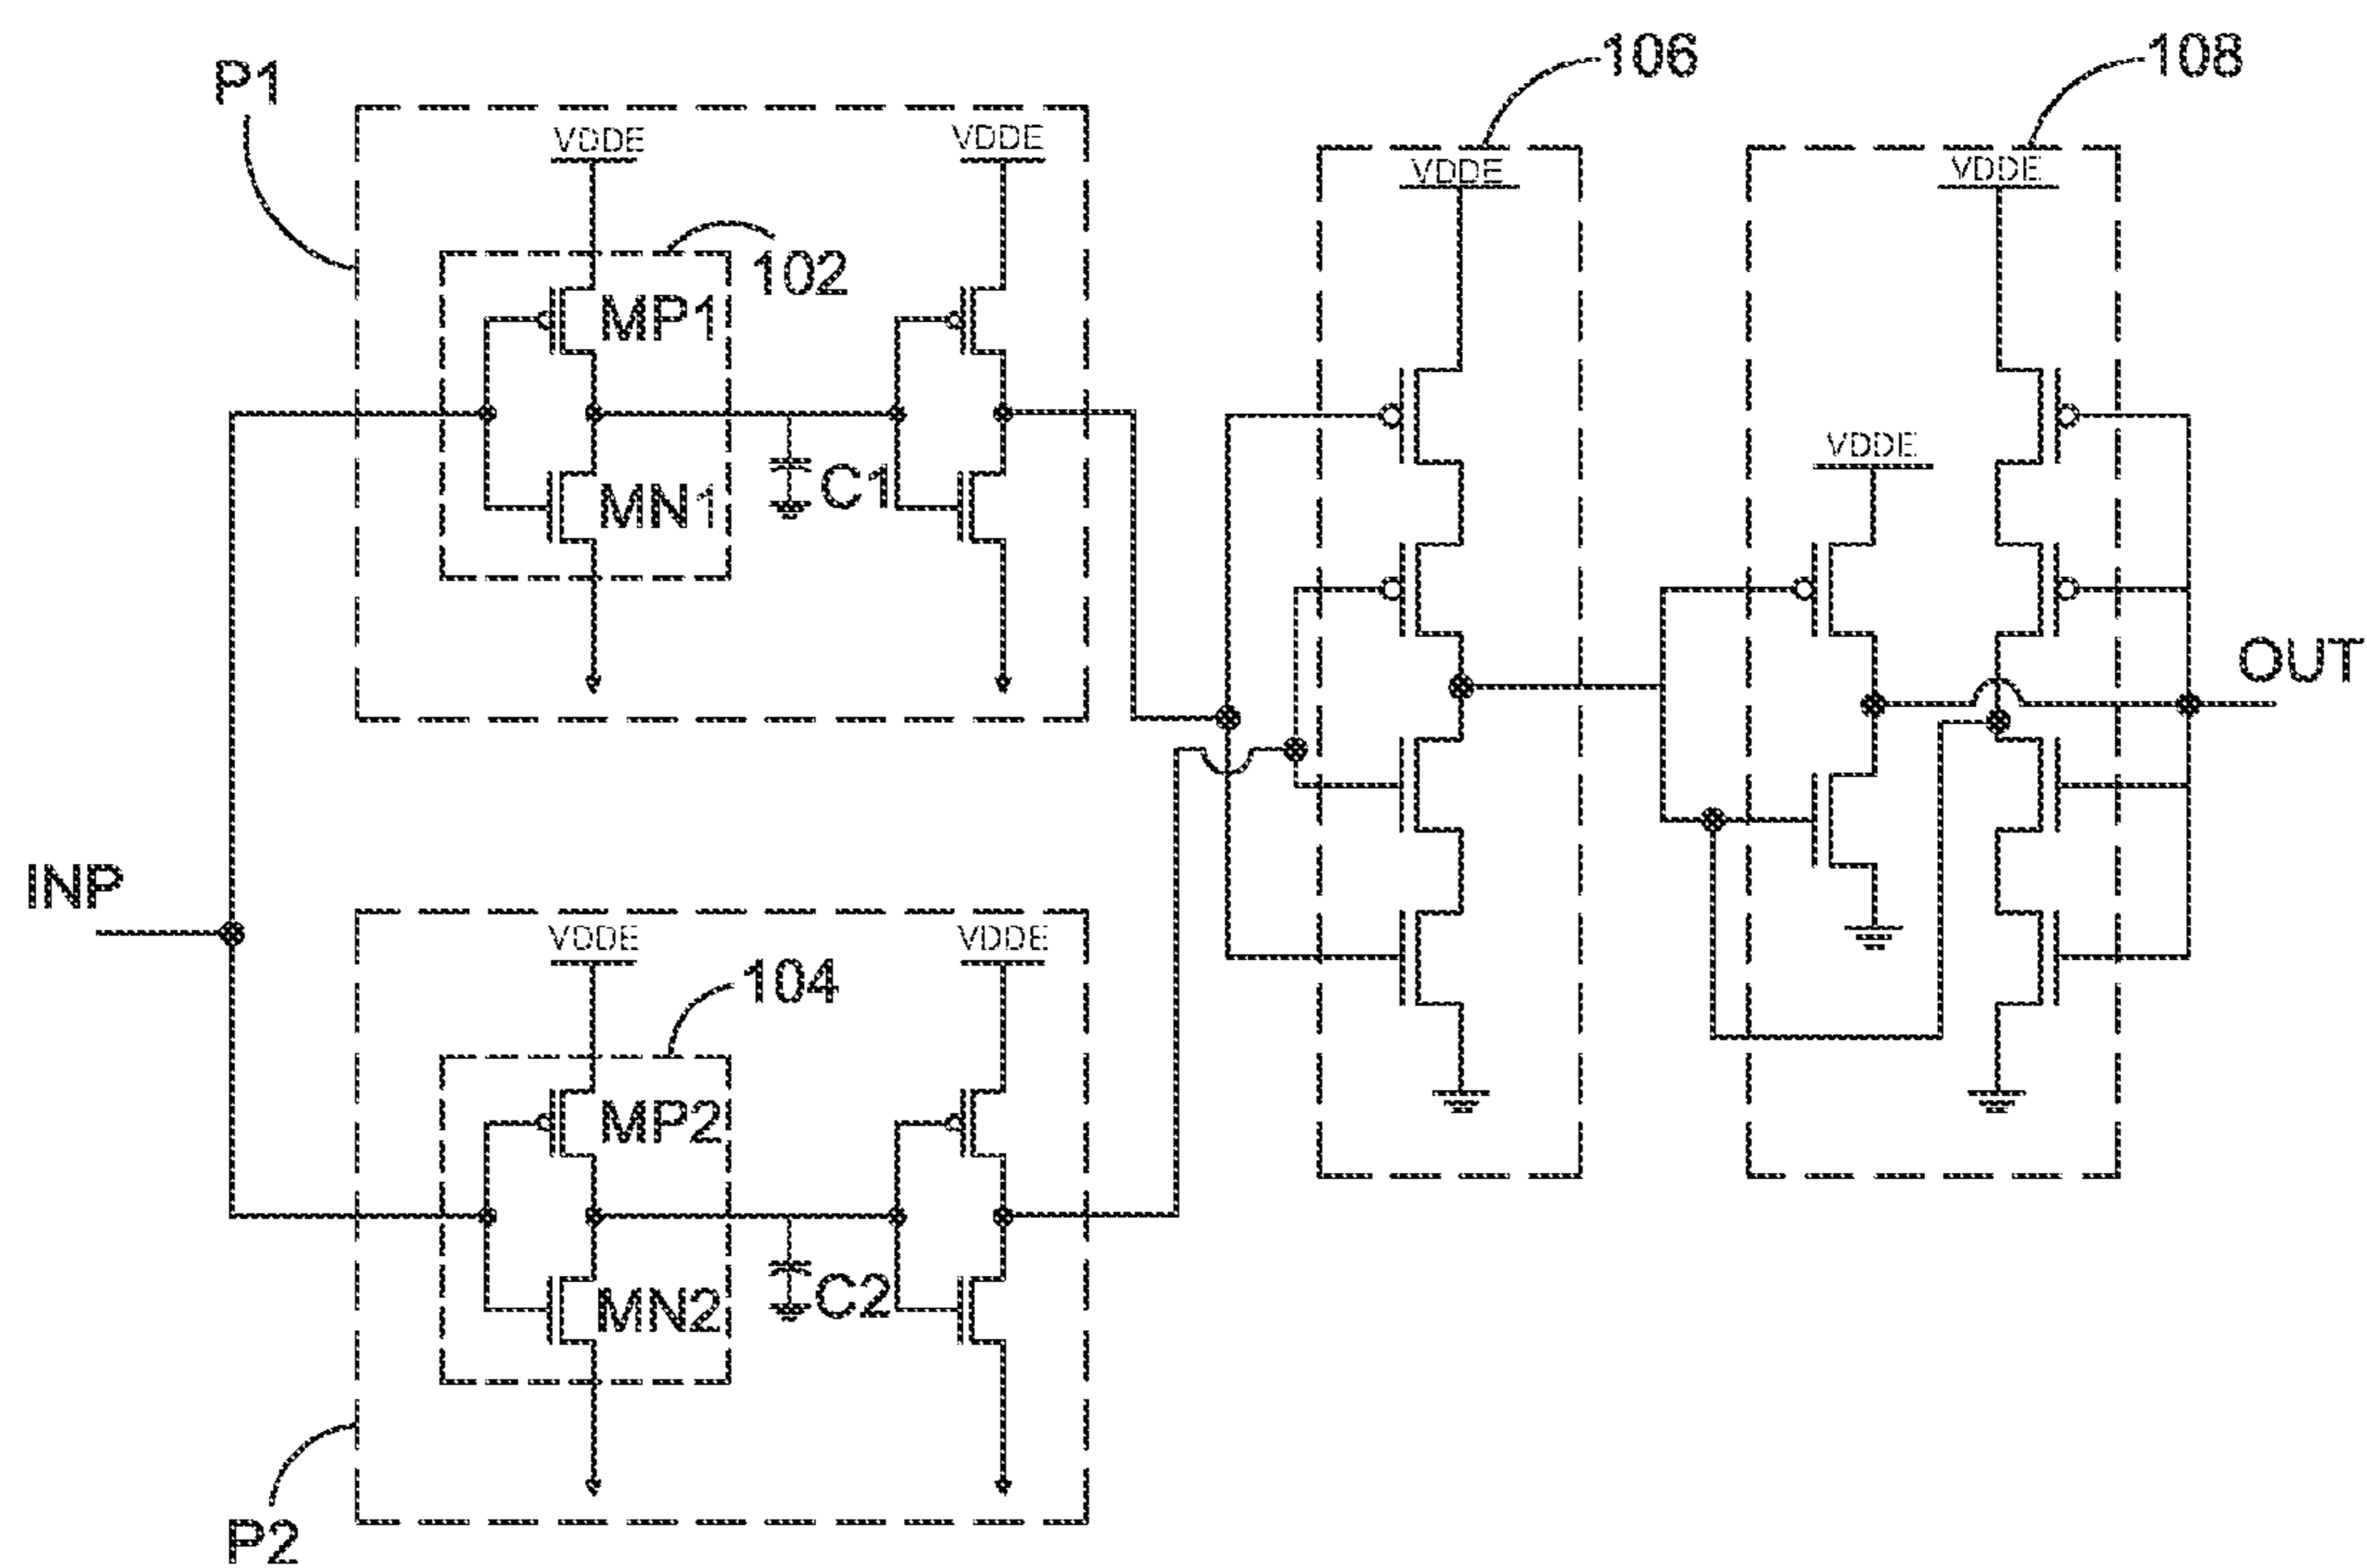 P1
VDDE
VDDE
102
MP1
MN1
C1
106
VDDE
108
VDDE
VDDE
OUT
INP
VDDE
VDDE
104
MP2
MN2
C2
P2